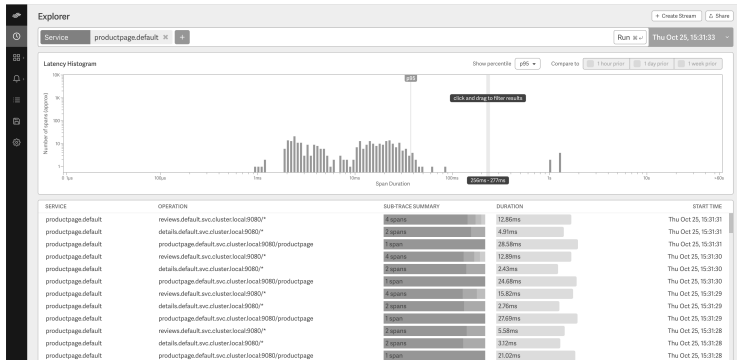 Explorer
+ Create Stream
Share
Service productpage.default × +
Run ⌘↵ Thu Oct 25, 15:31:33
Latency Histogram
Show percentile p95
Compare to 1 hour prior 1 day prior 1 week prior
Number of spans (approx)
10K
1K
100
10
1
p95
click and drag to filter results
256ms - 277ms
0.1μs 100μs 1ms 10ms 100ms 1s 10s >60s
Span Duration
SERVICE OPERATION SUB-TRACE SUMMARY DURATION START TIME
productpage.default reviews.default.svc.cluster.local:9080/* 4 spans 12.86ms Thu Oct 25, 15:31:31
productpage.default details.default.svc.cluster.local:9080/* 2 spans 4.91ms Thu Oct 25, 15:31:31
productpage.default productpage.default.svc.cluster.local:9080/productpage 1 span 28.58ms Thu Oct 25, 15:31:31
productpage.default reviews.default.svc.cluster.local:9080/* 4 spans 12.89ms Thu Oct 25, 15:31:30
productpage.default details.default.svc.cluster.local:9080/* 2 spans 2.43ms Thu Oct 25, 15:31:30
productpage.default productpage.default.svc.cluster.local:9080/productpage 1 span 24.68ms Thu Oct 25, 15:31:30
productpage.default reviews.default.svc.cluster.local:9080/* 4 spans 15.82ms Thu Oct 25, 15:31:29
productpage.default details.default.svc.cluster.local:9080/* 2 spans 2.76ms Thu Oct 25, 15:31:29
productpage.default productpage.default.svc.cluster.local:9080/productpage 1 span 27.69ms Thu Oct 25, 15:31:29
productpage.default reviews.default.svc.cluster.local:9080/* 2 spans 5.58ms Thu Oct 25, 15:31:28
productpage.default details.default.svc.cluster.local:9080/* 2 spans 3.12ms Thu Oct 25, 15:31:28
productpage.default productpage.default.svc.cluster.local:9080/productpage 1 span 21.02ms Thu Oct 25, 15:31:28